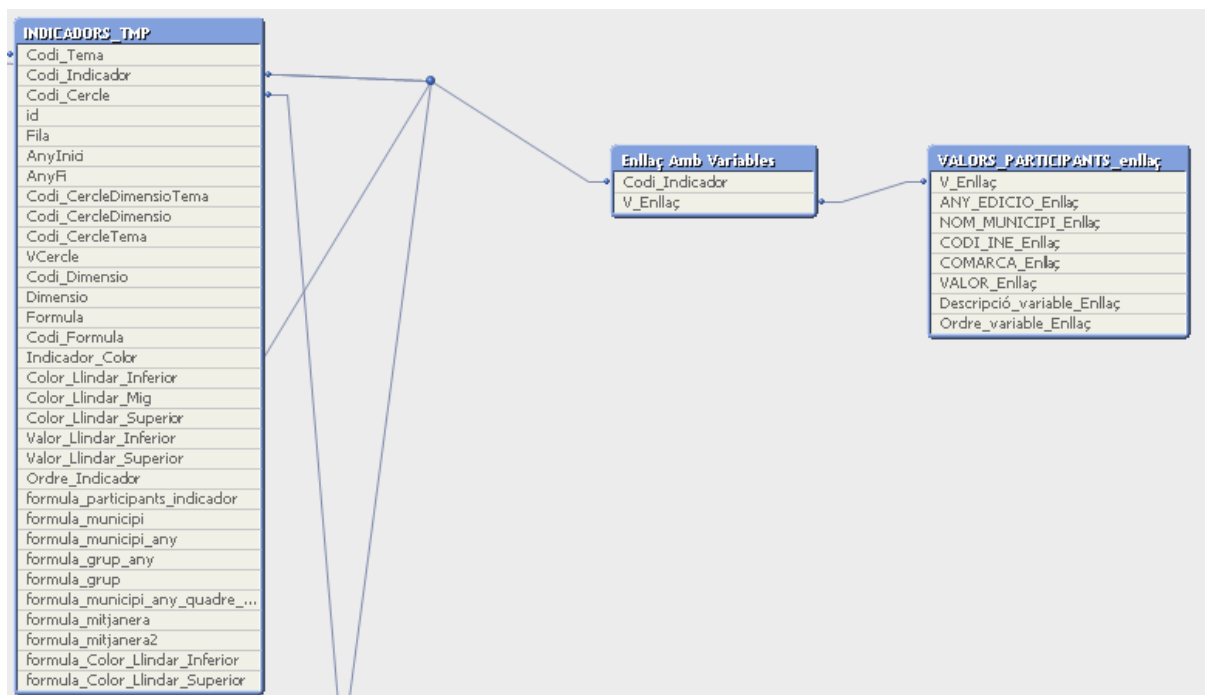 INDICADORS_TMP
Codi_Tema
Codi_Indicador
Codi_Cercle
id
Fila
AnyInici
AnyFi
Codi_CercleDimensioTema
Codi_CercleDimensio
Codi_CercleTema
VCercle
Codi_Dimensio
Dimensio
Formula
Codi_Formula
Indicador_Color
Color_Llindar_Inferior
Color_Llindar_Mig
Color_Llindar_Superior
Valor_Llindar_Inferior
Valor_Llindar_Superior
Ordre_Indicador
formula_participants_indicador
formula_municipi
formula_municipi_any
formula_grup_any
formula_grup
formula_municipi_any_quadre_...
formula_mitjanera
formula_mitjanera2
formula_Color_Llindar_Inferior
formula_Color_Llindar_Superior
Enllaç Amb Variables
Codi_Indicador
V_Enllaç
VALORS_PARTICIPANTS_enllaç
V_Enllaç
ANY_EDICIO_Enllaç
NOM_MUNICIPI_Enllaç
CODI_INE_Enllaç
COMARCA_Enllaç
VALOR_Enllaç
Descripció_variable_Enllaç
Ordre_variable_Enllaç